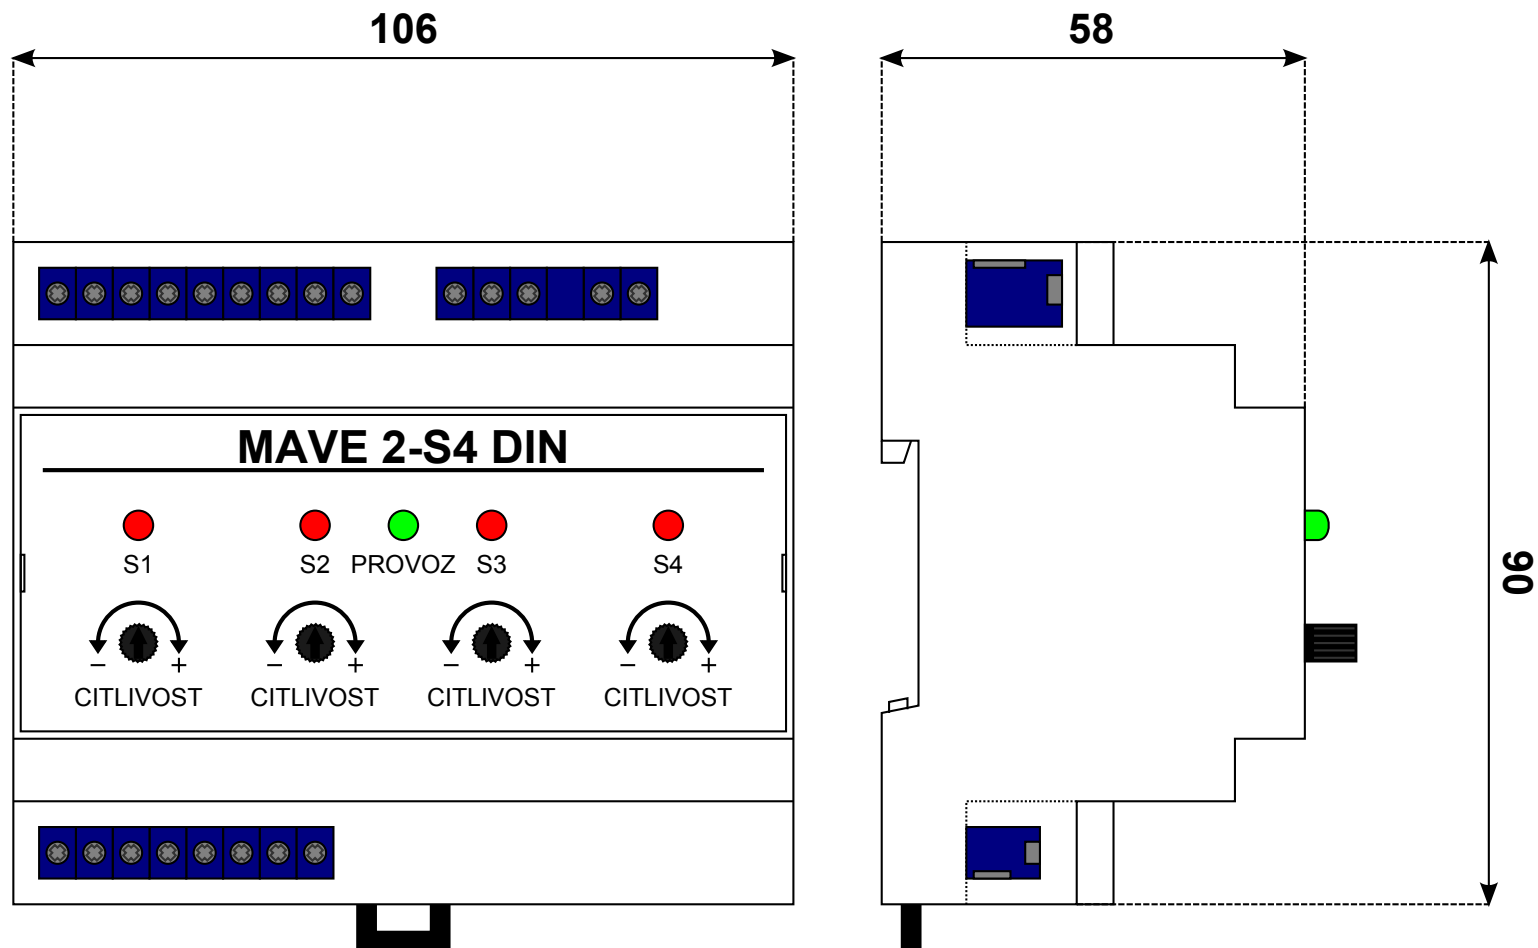 106
58
MAVE 2-S4 DIN
S1
S2
PROVOZ
S3
S4
90
− +
− +
− +
− +
CITLIVOST
CITLIVOST
CITLIVOST
CITLIVOST